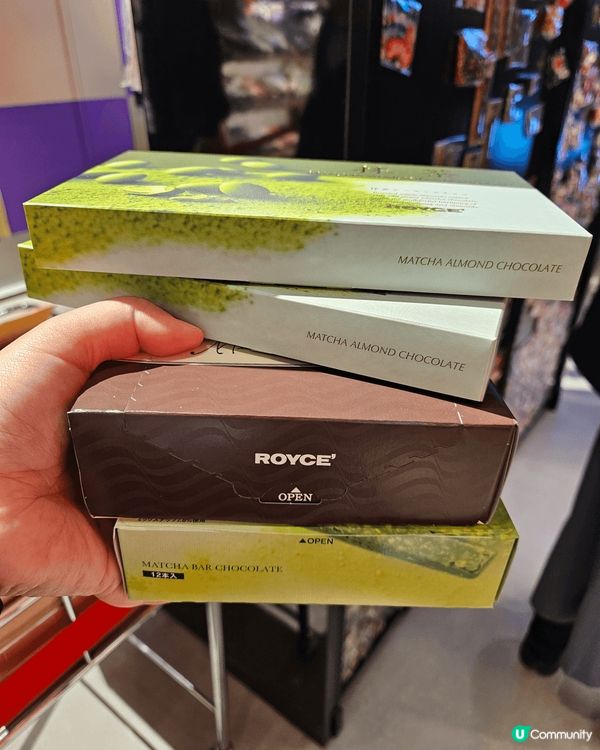 MATCHA ALMOND CHOCOLATE
MATCHA ALMOND CHOCOLATE
ROYCE'
▲
OPEN
▲OPEN
MATCHA BAR CHOCOLATE
12本入
U Community